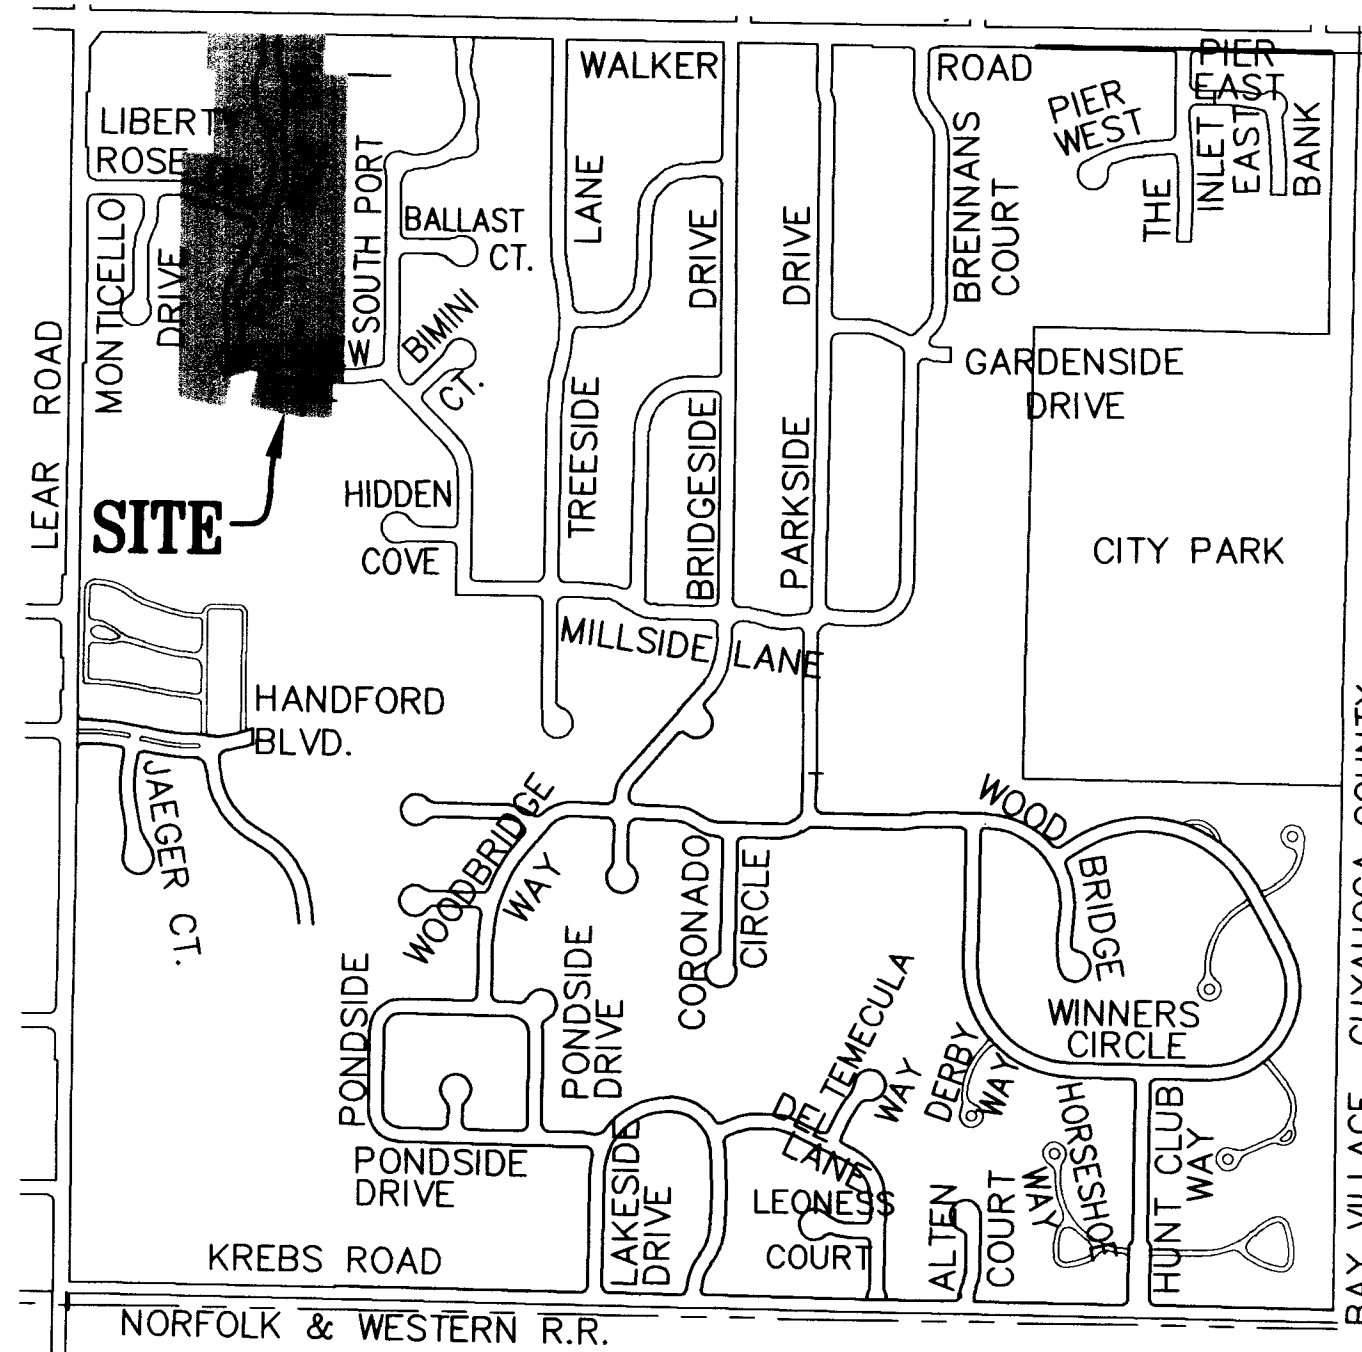 WALKER ROAD
PIER
EAST
PIER
WEST
LIBERTY
ROSE
W SOUTH PORT
LANE
BRENNANS
COURT
THE
INLET
EAST
BANK
MONTICELLO
DRIVE
BALLAST
CT.
DRIVE
DRIVE
BIMINI
CT.
LEAR ROAD
GARDENSIDE
DRIVE
TREESIDE
BRIDGESIDE
PARKSIDE
HIDDEN
COVE
SITE
CITY PARK
MILLSIDE LANE
HANDFORD
BLVD.
JAEGER CT.
WOODBRIDGE
WAY
WOOD
BRIDGE
CORONADO
CIRCLE
PONDSIDE
PONDSIDE
DRIVE
WINNERS
CIRCLE
DEL TEMECULA
WAY
LANE
DERBY
WAY
HORSESHOE
WAY
HUNT CLUB
WAY
PONDSIDE
DRIVE
LAKESIDE
DRIVE
LEONESS
COURT
ALTEN
COURT
KREBS ROAD
NORFOLK & WESTERN R.R.
BAY VILLAGE CUYAHOGA COUNTY